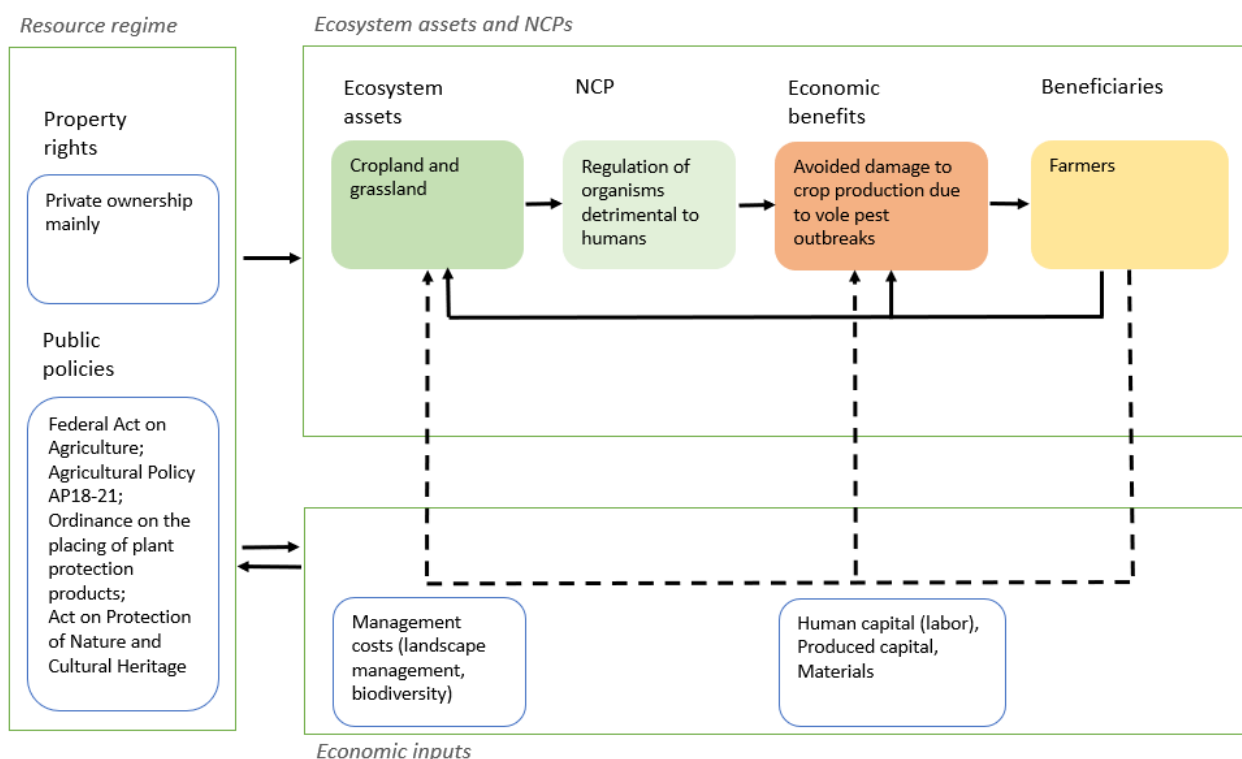 Resource regime
Property
rights
Private ownership
mainly
Public
policies
Federal Act on
Agriculture;
Agricultural Policy
AP18-21;
Ordinance on the
placing of plant
protection
products;
Act on Protection
of Nature and
Cultural Heritage
Ecosystem assets and NCPs
Ecosystem
assets
Cropland and
grassland
NCP
Regulation of
organisms
detrimental to
humans
Economic
benefits
Avoided damage to
crop production due
to vole pest
outbreaks
Beneficiaries
Farmers
Management
costs (landscape
management,
biodiversity)
Human capital (labor),
Produced capital,
Materials
Economic inputs